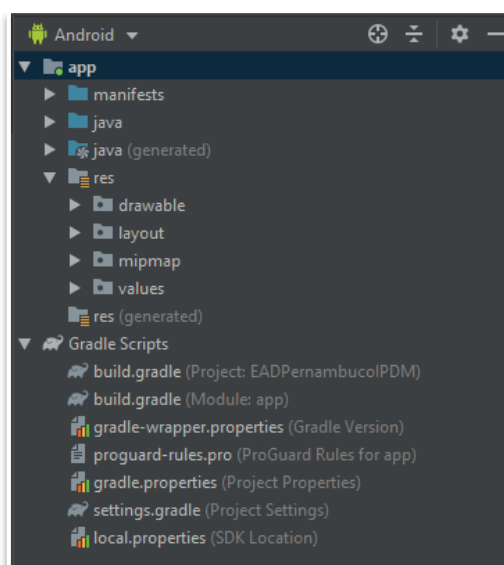 Android
app
manifests
java
java (generated)
res
drawable
layout
mipmap
values
res (generated)
Gradle Scripts
build.gradle (Project: EADPernambucoIPDM)
build.gradle (Module: app)
gradle-wrapper.properties (Gradle Version)
proguard-rules.pro (ProGuard Rules for app)
gradle.properties (Project Properties)
settings.gradle (Project Settings)
local.properties (SDK Location)